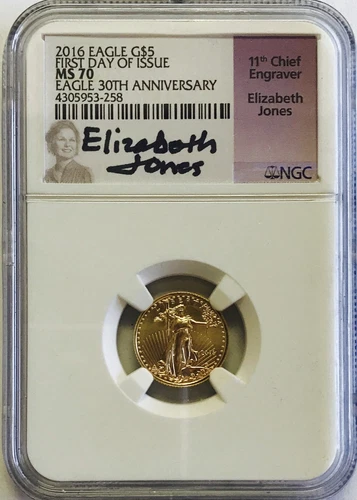 2016 EAGLE G$5
FIRST DAY OF ISSUE
MS 70
EAGLE 30TH ANNIVERSARY
4305953-258
Elizabeth
Jones
11th Chief
Engraver
Elizabeth
Jones
NGC